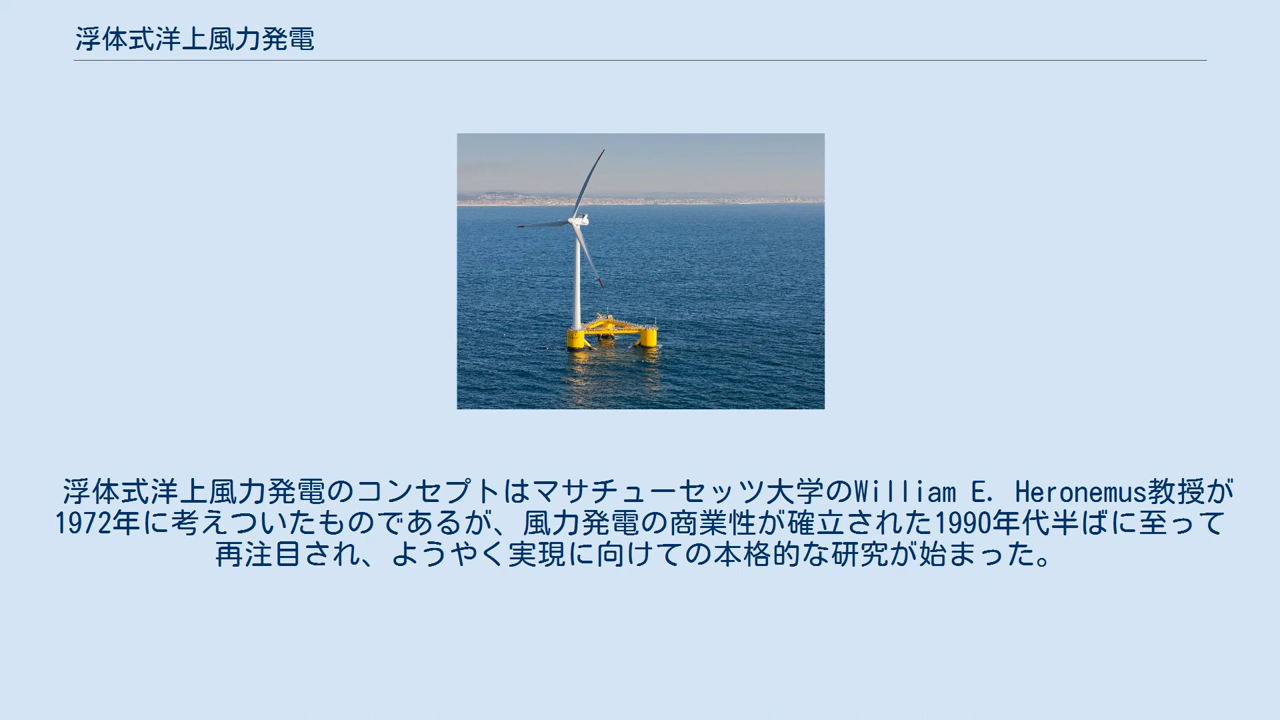 浮体式洋上風力発電
浮体式洋上風力発電のコンセプトはマサチューセッツ大学のWilliam E. Heronemus教授が
1972年に考えついたものであるが、風力発電の商業性が確立された1990年代半ばに至って
再注目され、ようやく実現に向けての本格的な研究が始まった。